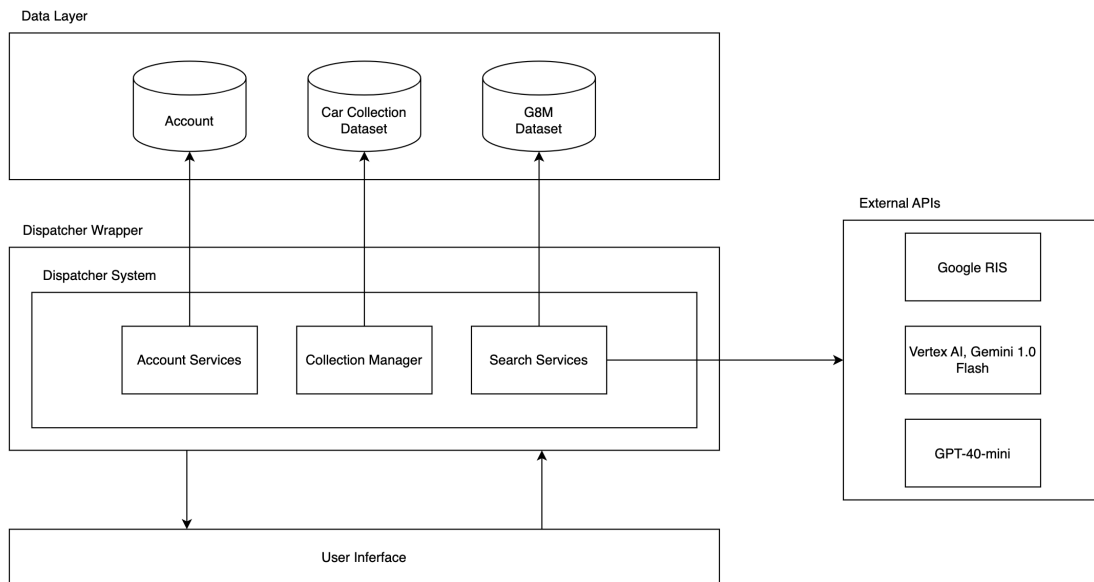 Data Layer
Account
Car Collection
Dataset
G8M
Dataset
External APIs
Dispatcher Wrapper
Google RIS
Dispatcher System
Account Services
Collection Manager
Search Services
Vertex AI, Gemini 1.0
Flash
GPT-40-mini
User Inferface